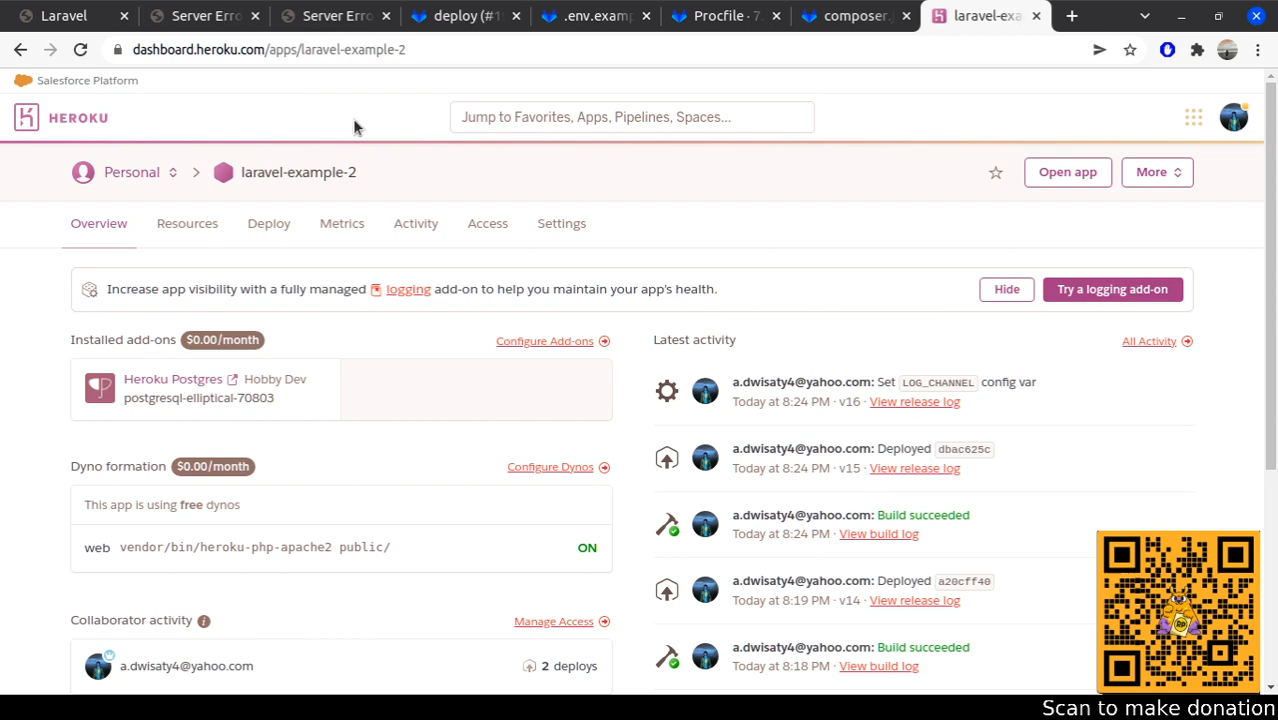 Laravel
Server Erro
Server Erro
deploy (#1
.env.examp
Procfile · 7.
composer.j
laravel-exa
dashboard.heroku.com/apps/laravel-example-2
Salesforce Platform
HEROKU
Jump to Favorites, Apps, Pipelines, Spaces...
Personal
laravel-example-2
Open app
More
Overview
Resources
Deploy
Metrics
Activity
Access
Settings
Increase app visibility with a fully managed logging add-on to help you maintain your app's health.
Hide
Try a logging add-on
Installed add-ons $0.00/month
Configure Add-ons
Heroku Postgres Hobby Dev
postgresql-elliptical-70803
Dyno formation $0.00/month
Configure Dynos
This app is using free dynos
web vendor/bin/heroku-php-apache2 public/ ON
Collaborator activity
Manage Access
a.dwisaty4@yahoo.com
2 deploys
Latest activity
All Activity
a.dwisaty4@yahoo.com: Set LOG_CHANNEL config var
Today at 8:24 PM · v16 · View release log
a.dwisaty4@yahoo.com: Deployed dbac625c
Today at 8:24 PM · v15 · View release log
a.dwisaty4@yahoo.com: Build succeeded
Today at 8:24 PM · View build log
a.dwisaty4@yahoo.com: Deployed a20cff40
Today at 8:19 PM · v14 · View release log
a.dwisaty4@yahoo.com: Build succeeded
Today at 8:18 PM · View build log
RP
Scan to make donation